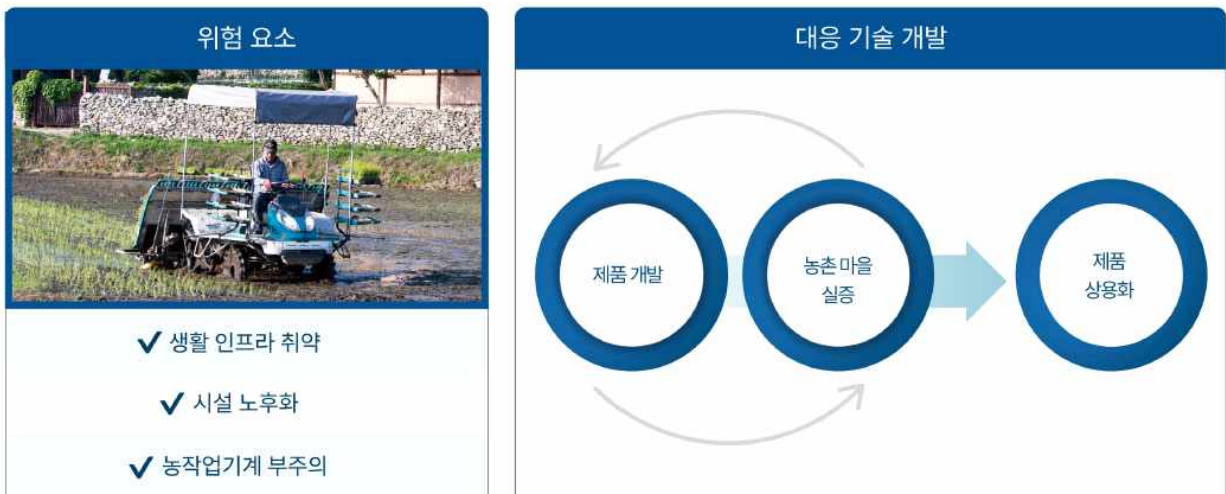 위험 요소
✓ 생활 인프라 취약
✓ 시설 노후화
✓ 농작업기계 부주의
대응 기술 개발
제품 개발
농촌 마을
실증
제품
상용화